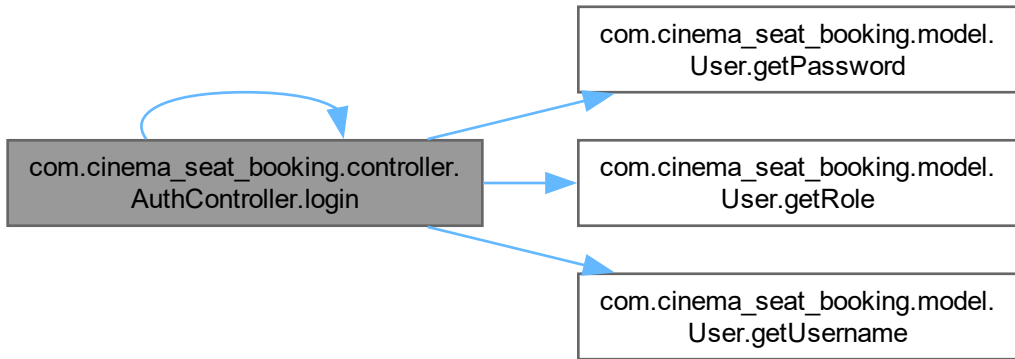 com.cinema_seat_booking.model.
User.getPassword
com.cinema_seat_booking.controller.
AuthController.login
com.cinema_seat_booking.model.
User.getRole
com.cinema_seat_booking.model.
User.getUsername